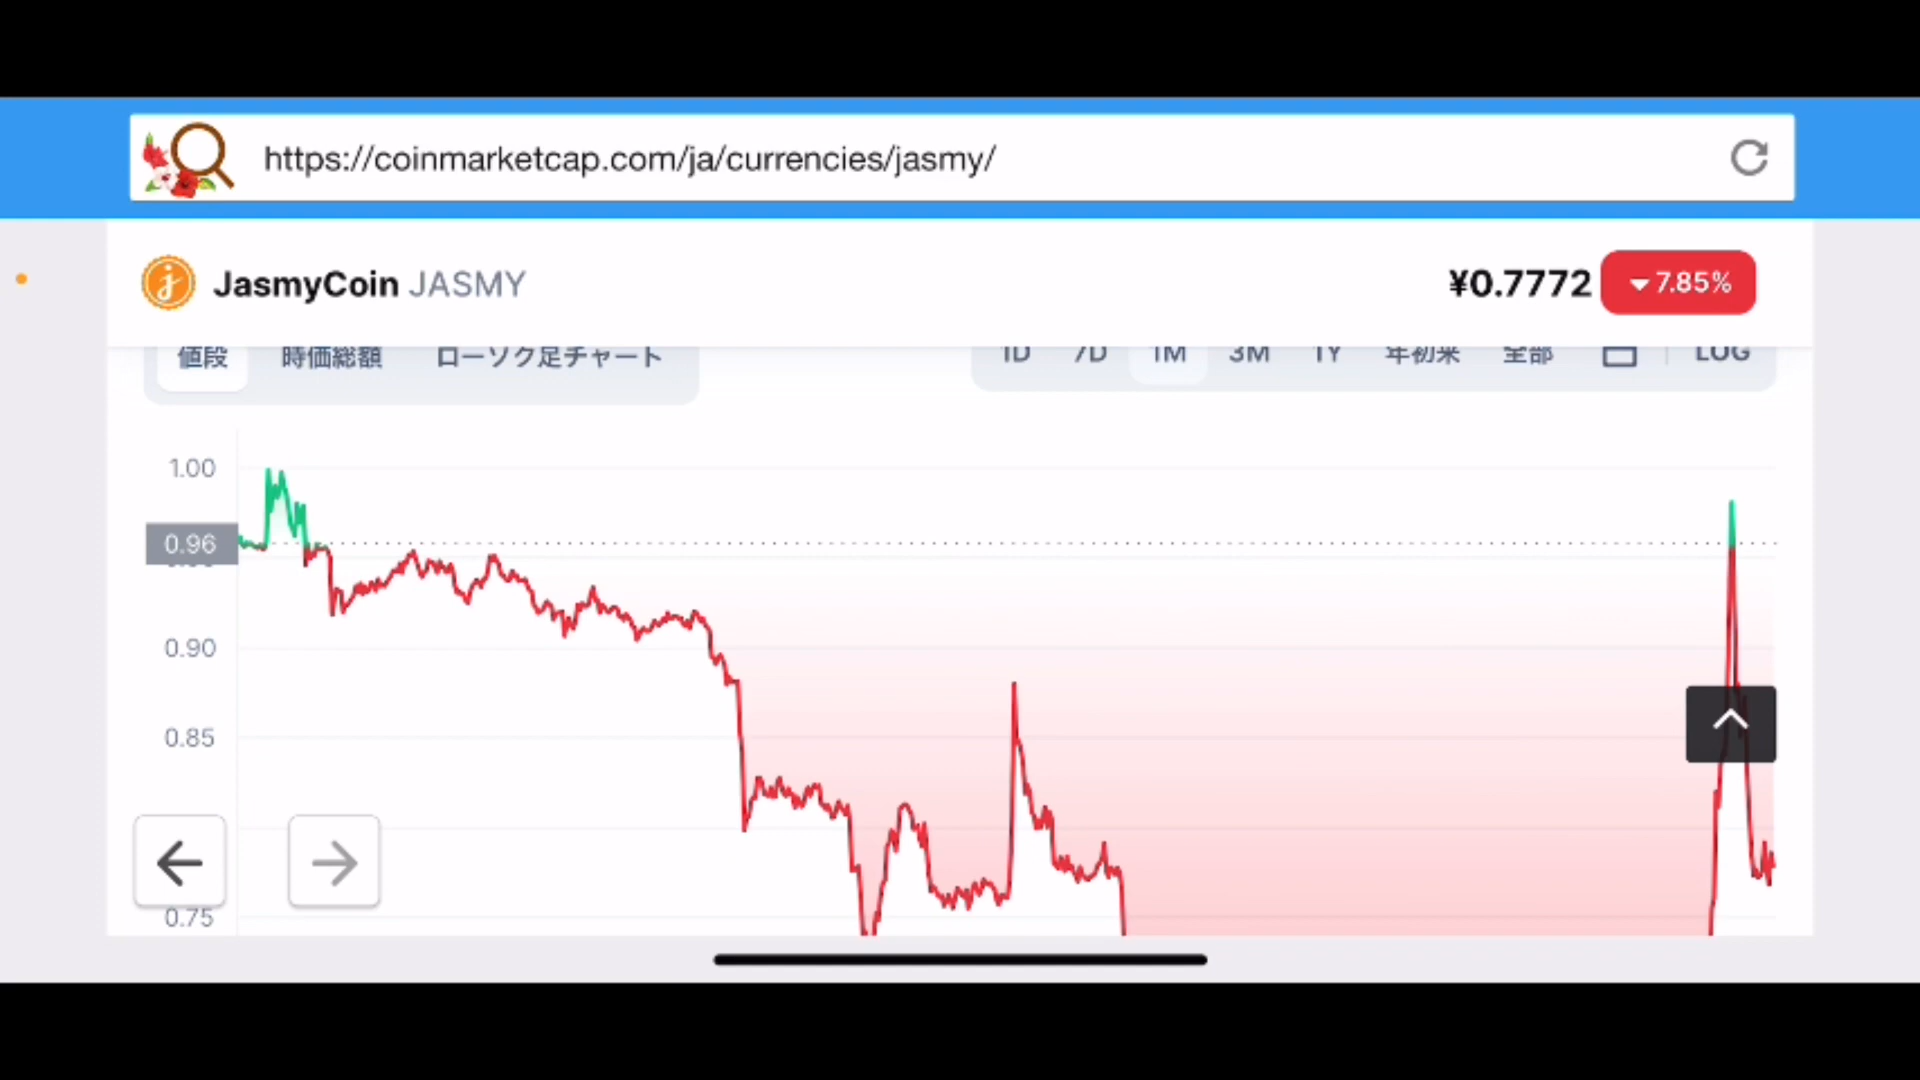 https://coinmarketcap.com/ja/currencies/jasmy/
JasmyCoin JASMY
¥0.7772 7.85%
値段 時価総額 ローソク足チャート
1D 7D 1M 3M 1Y 年初来 全部 LOG
1.00
0.96
0.90
0.85
0.75